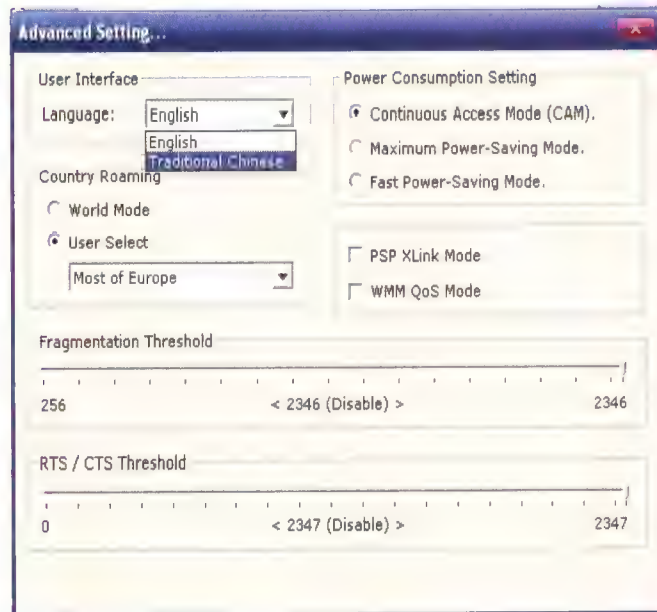 Advanced Setting...
User Interface
Language:
English
English
Traditional Chinese
Country Roaming
World Mode
User Select
Most of Europe
Power Consumption Setting
Continuous Access Mode (CAM).
Maximum Power-Saving Mode.
Fast Power-Saving Mode.
PSP XLink Mode
WMM QoS Mode
Fragmentation Threshold
256
< 2346 (Disable) >
2346
RTS / CTS Threshold
0
< 2347 (Disable) >
2347